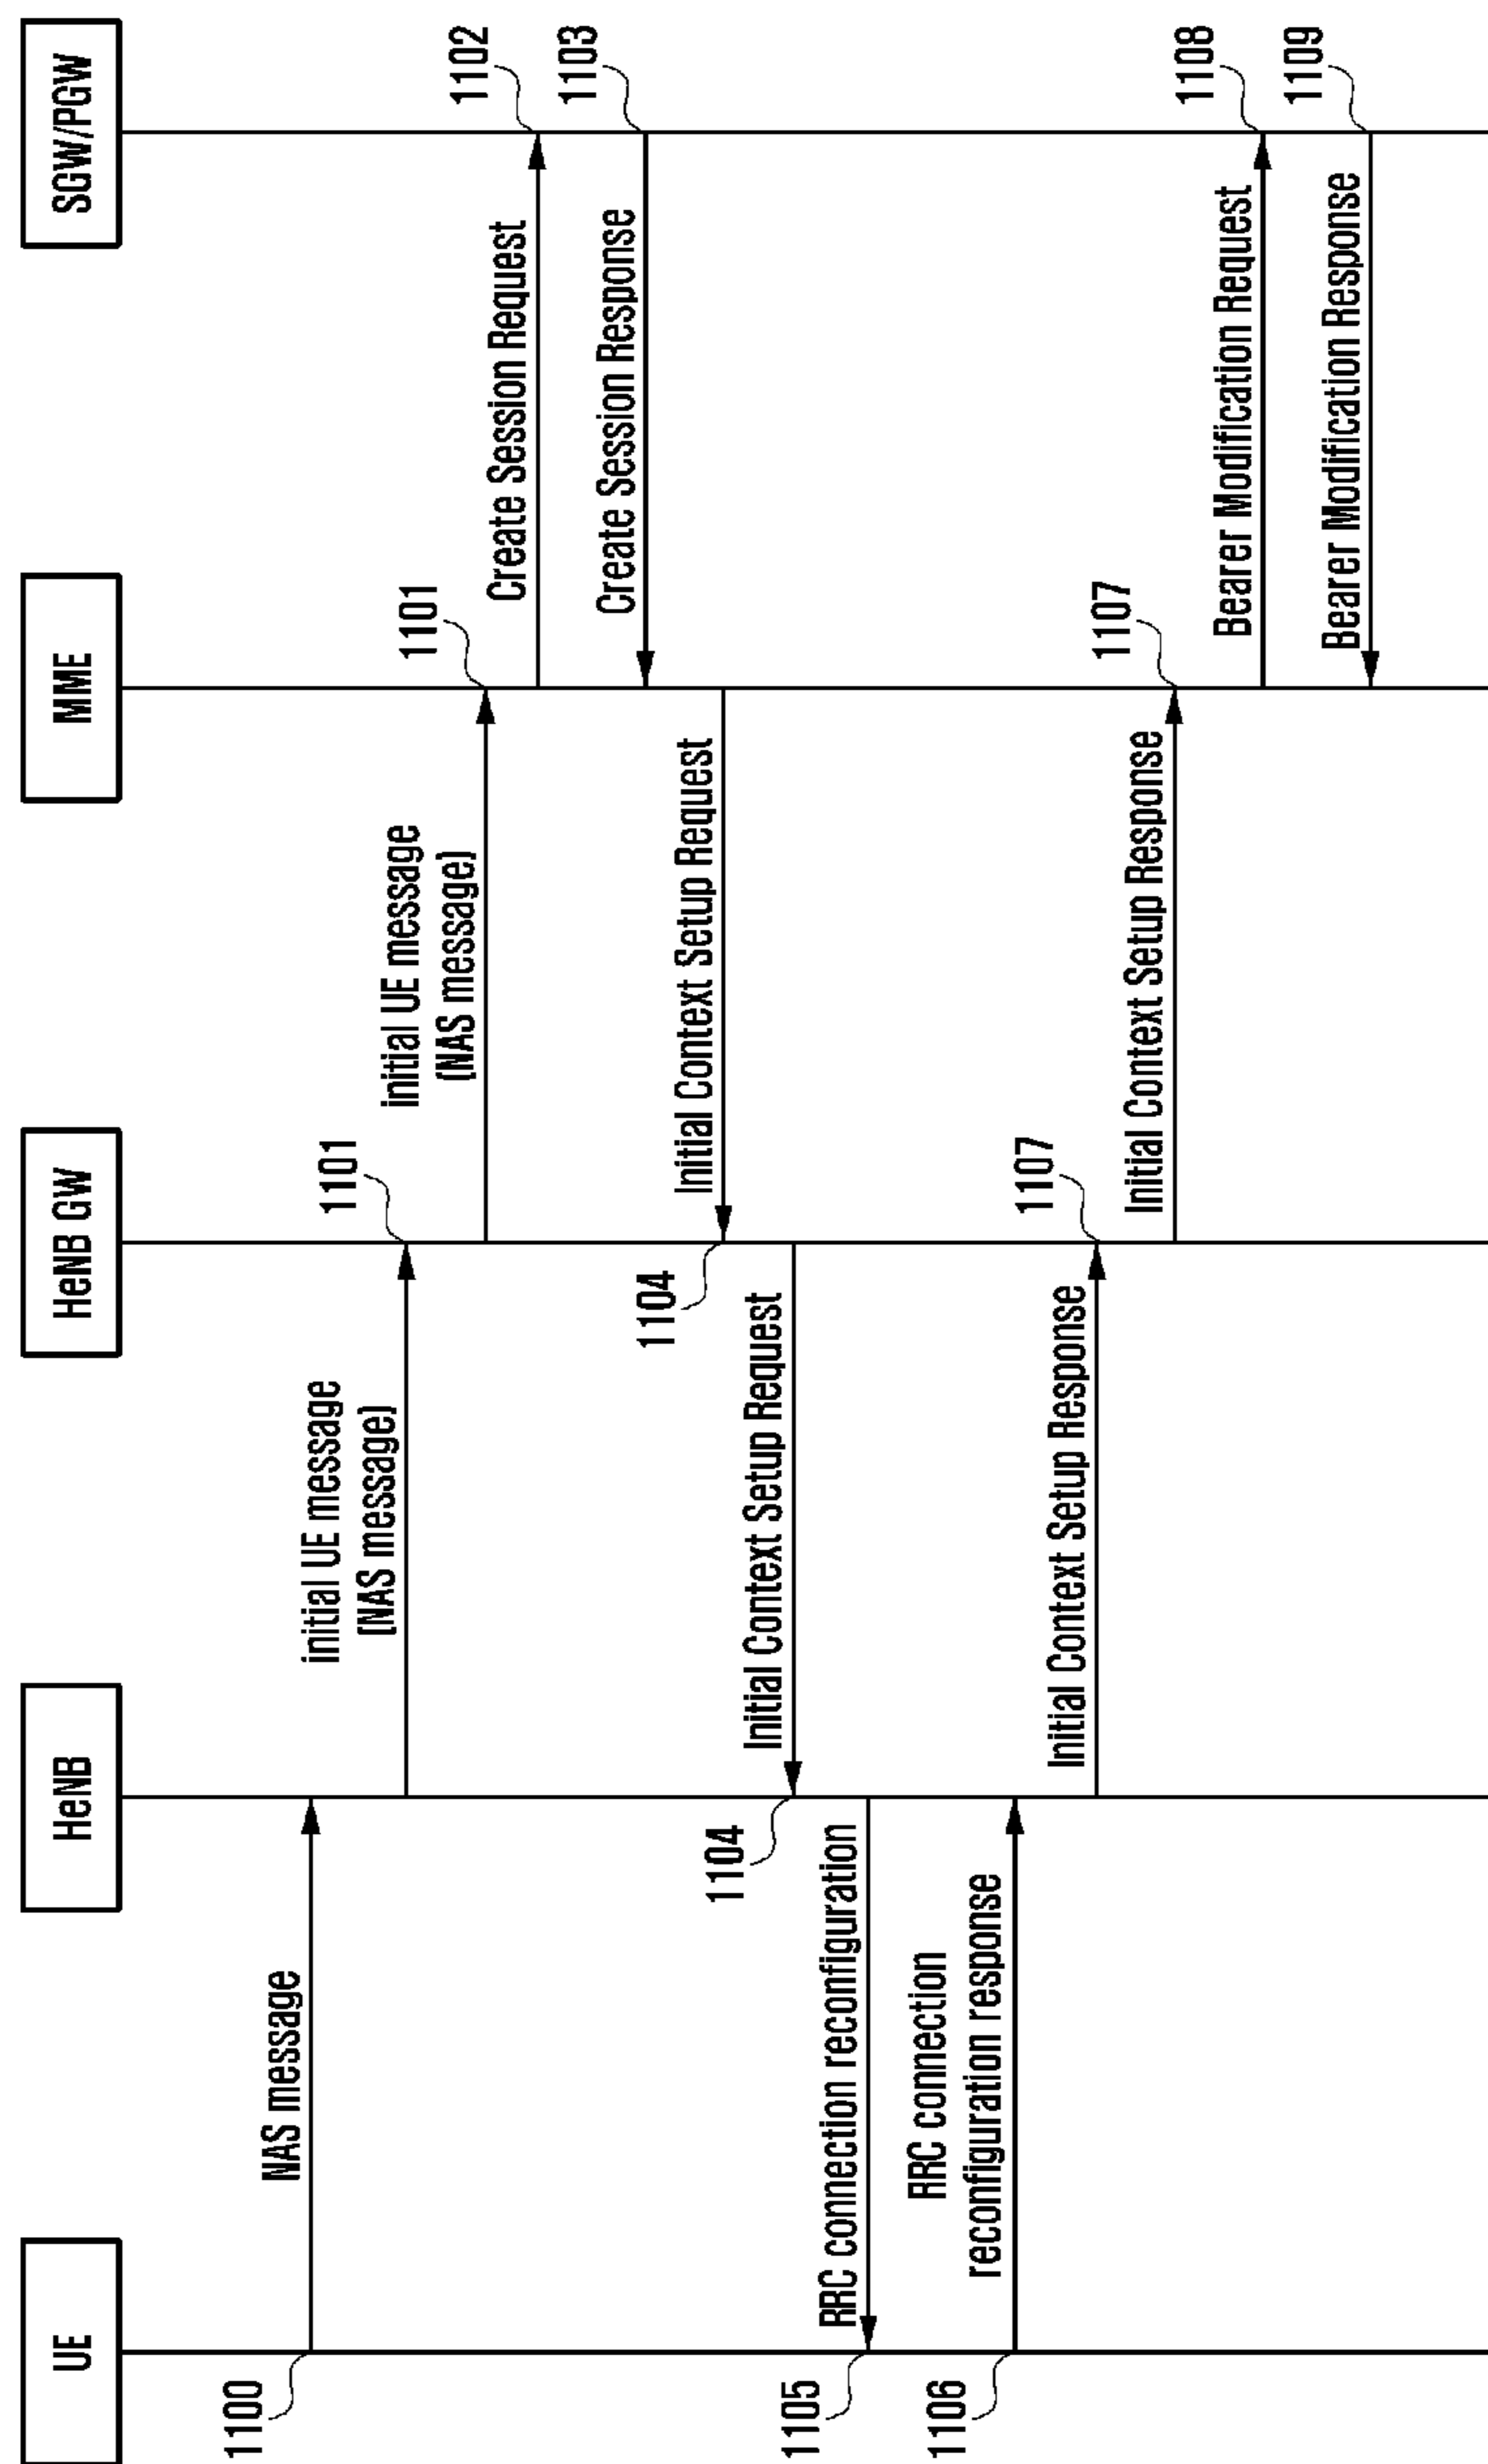 UE
HeNB
HeNB GW
MME
SGW/PGW
1100
NAS message
initial UE message
(NAS message)
1101
initial UE message
(NAS message)
1101
Create Session Request
1102
Create Session Response
1103
Initial Context Setup Request
1104
Initial Context Setup Request
1104
RRC connection reconfiguration
1105
RRC connection
reconfiguration response
1106
Initial Context Setup Response
1107
Initial Context Setup Response
1107
Bearer Modification Request
1108
Bearer Modification Response
1109